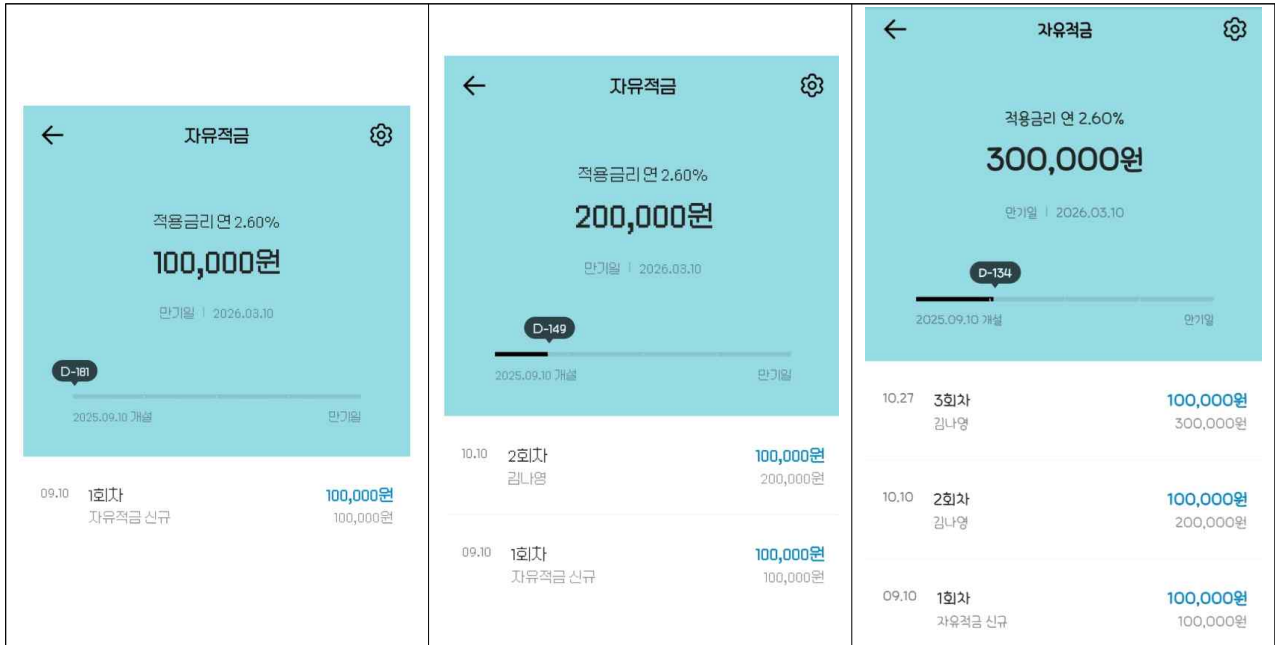 자유적금
적용금리 연 2.60%
100,000원
만기일 | 2026.03.10
D-181
2025.09.10 개설 만기일
09.10 1회차 100,000원
자유적금 신규 100,000원
자유적금
적용금리 연 2.60%
200,000원
만기일 | 2026.03.10
D-149
2025.09.10 개설 만기일
10.10 2회차 100,000원
김나영 200,000원
09.10 1회차 100,000원
자유적금 신규 100,000원
자유적금
적용금리 연 2.60%
300,000원
만기일 | 2026.03.10
D-134
2025.09.10 개설 만기일
10.27 3회차 100,000원
김나영 300,000원
10.10 2회차 100,000원
김나영 200,000원
09.10 1회차 100,000원
자유적금 신규 100,000원